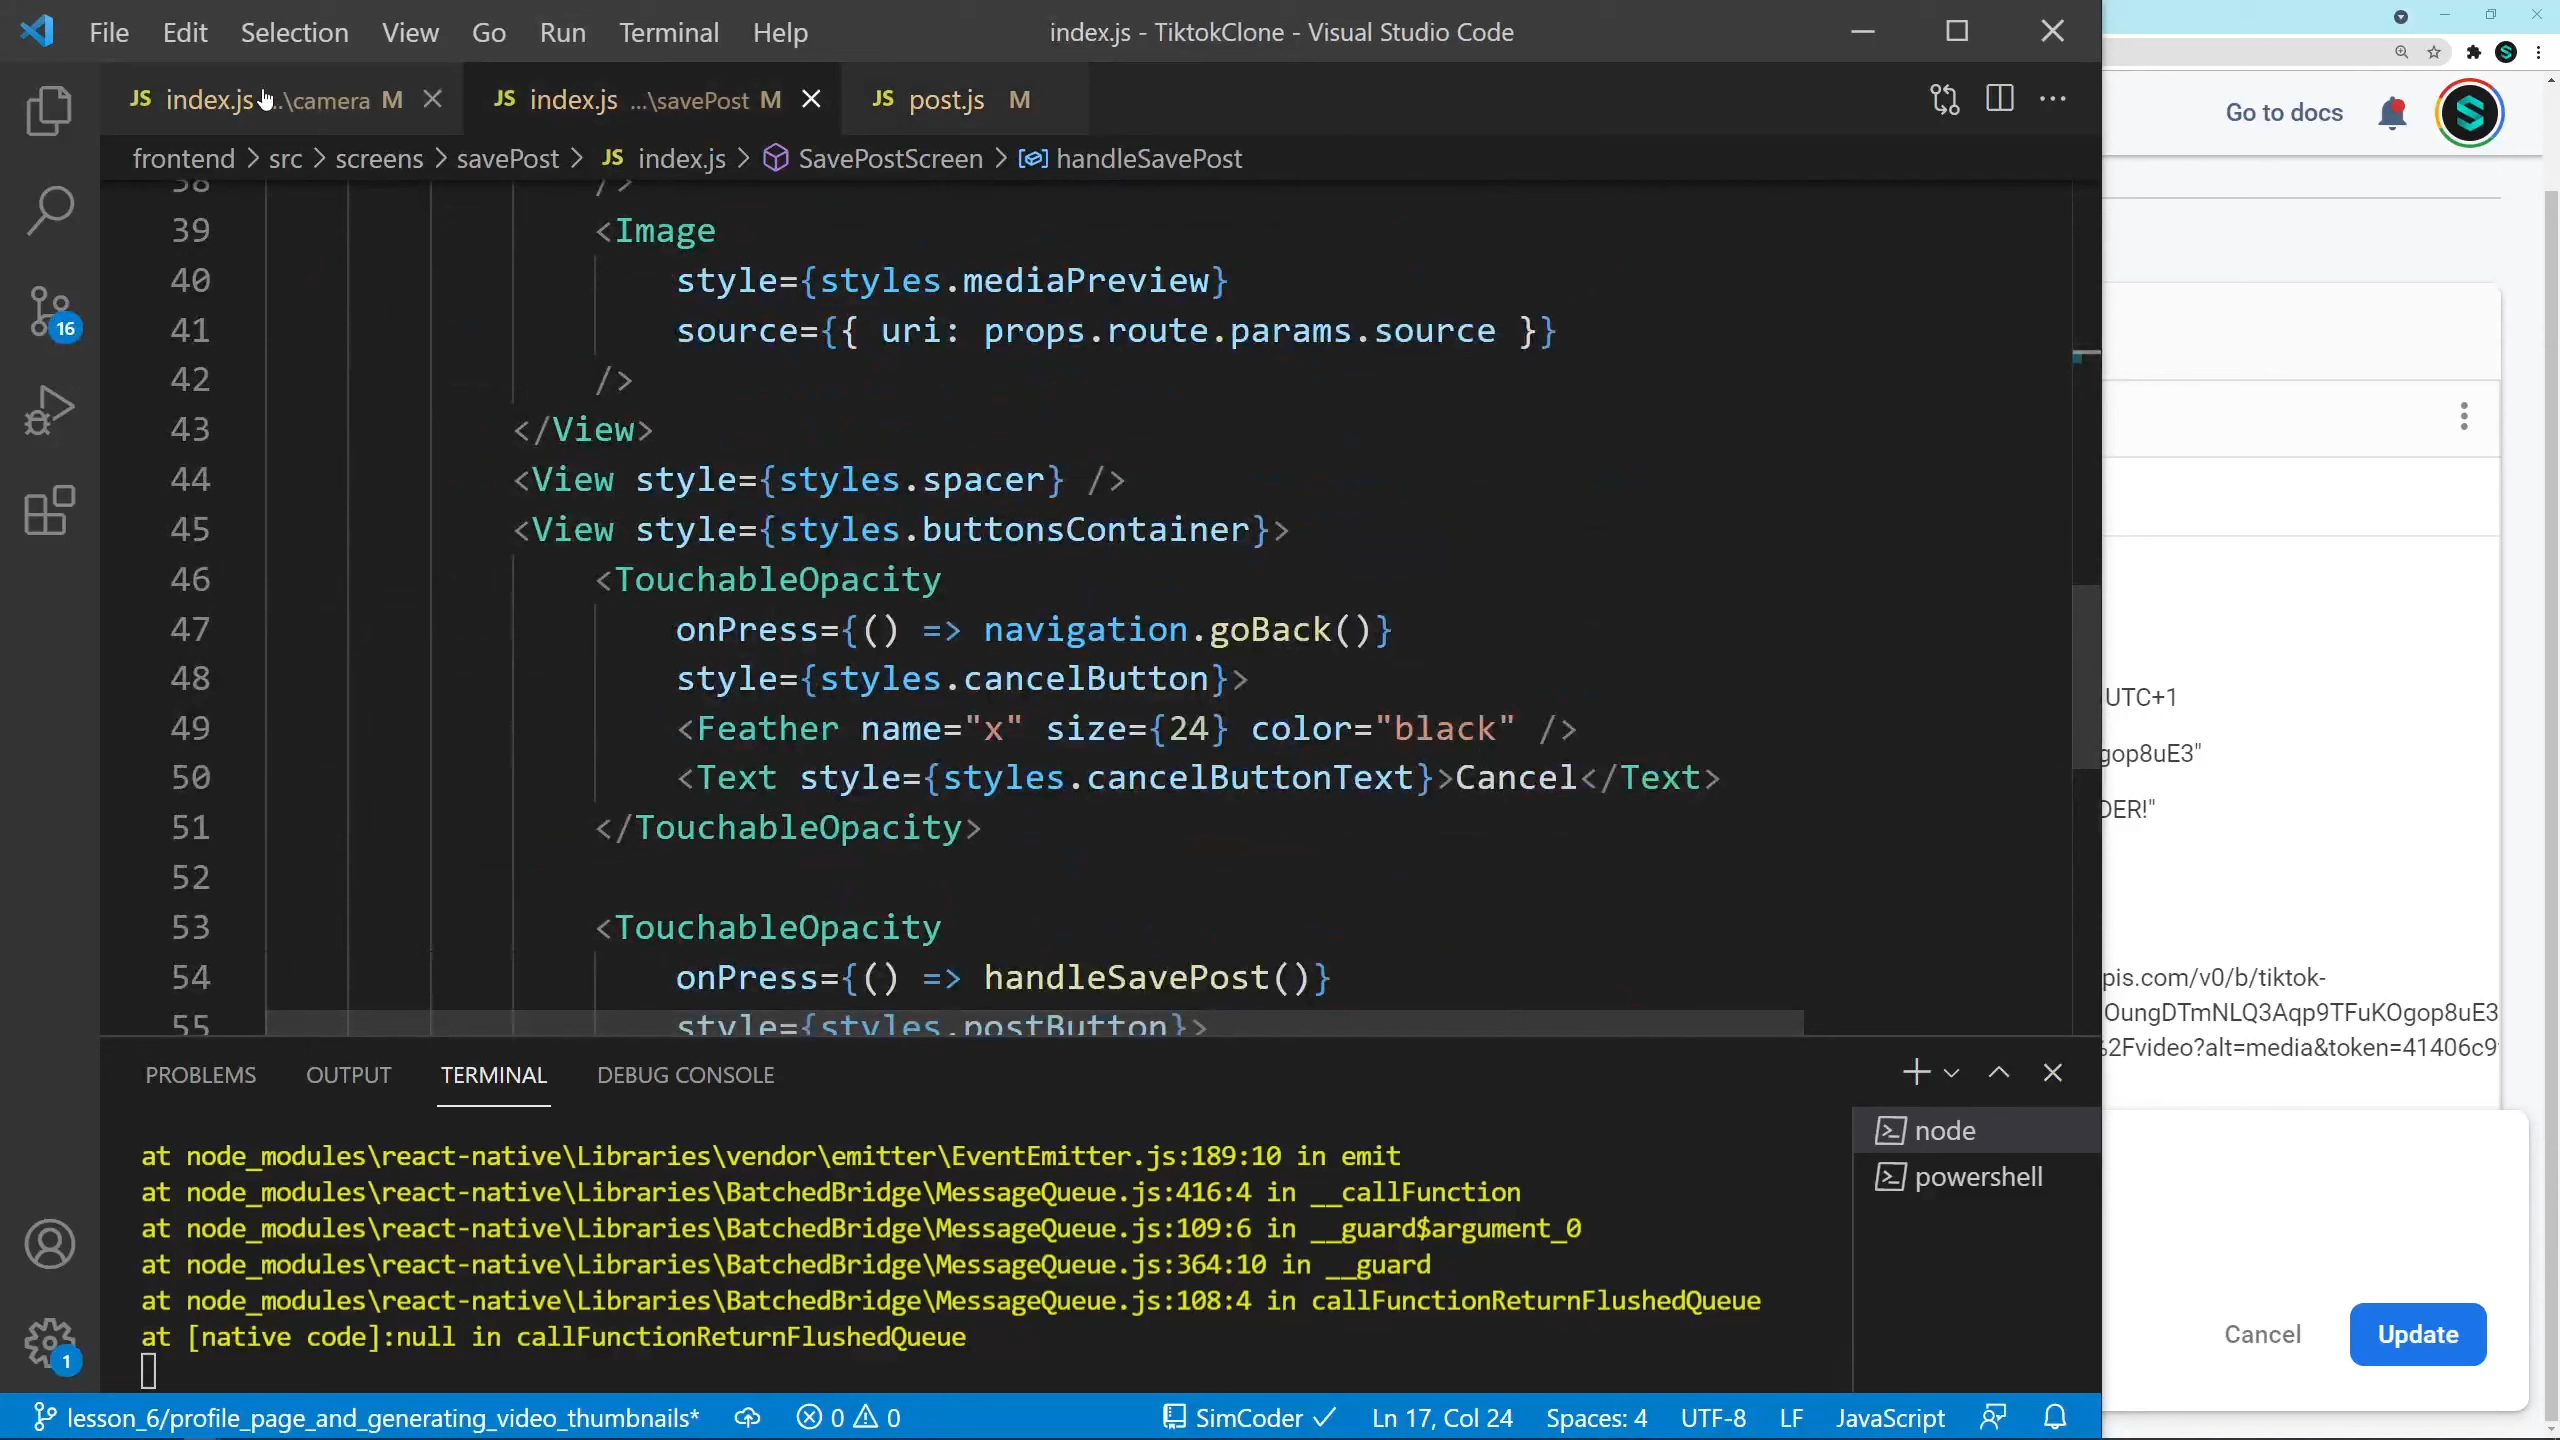 File Edit Selection View Go Run Terminal Help index.js - TiktokClone - Visual Studio Code
JS index.js ...\camera M JS index.js ...\savePost M JS post.js M
frontend > src > screens > savePost > JS index.js > SavePostScreen > handleSavePost
38 />
39 <Image
40 style={styles.mediaPreview}
41 source={{ uri: props.route.params.source }}
42 />
43 </View>
44 <View style={styles.spacer} />
45 <View style={styles.buttonsContainer}>
46 <TouchableOpacity
47 onPress={() => navigation.goBack()}
48 style={styles.cancelButton}>
49 <Feather name="x" size={24} color="black" />
50 <Text style={styles.cancelButtonText}>Cancel</Text>
51 </TouchableOpacity>
52
53 <TouchableOpacity
54 onPress={() => handleSavePost()}
55 style={styles.postButton}>
PROBLEMS OUTPUT TERMINAL DEBUG CONSOLE
at node_modules\react-native\Libraries\vendor\emitter\EventEmitter.js:189:10 in emit
at node_modules\react-native\Libraries\BatchedBridge\MessageQueue.js:416:4 in __callFunction
at node_modules\react-native\Libraries\BatchedBridge\MessageQueue.js:109:6 in __guard$argument_0
at node_modules\react-native\Libraries\BatchedBridge\MessageQueue.js:364:10 in __guard
at node_modules\react-native\Libraries\BatchedBridge\MessageQueue.js:108:4 in callFunctionReturnFlushedQueue
at [native code]:null in callFunctionReturnFlushedQueue
node
powershell
16
1
lesson_6/profile_page_and_generating_video_thumbnails* 0 0 SimCoder Ln 17, Col 24 Spaces: 4 UTF-8 LF JavaScript
Go to docs
UTC+1
gop8uE3"
DER!"
pis.com/v0/b/tiktok-
OungDTmNLQ3Aqp9TFuKOgop8uE3
2Fvideo?alt=media&token=41406c9
Cancel Update